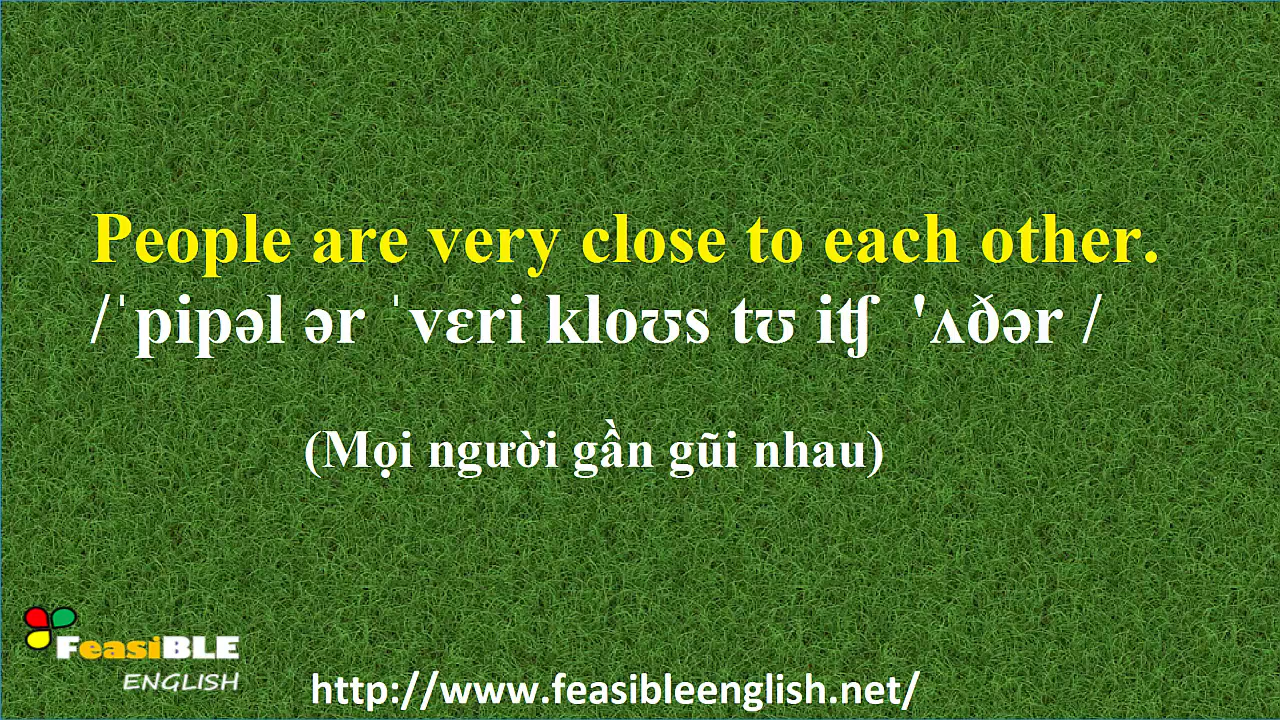 People are very close to each other.
/ˈpipəl ər ˈvɛri kloʊs tʊ iʧ 'ʌðər /
(Mọi người gần gũi nhau)
FeasiBLE
ENGLISH
http://www.feasibleenglish.net/